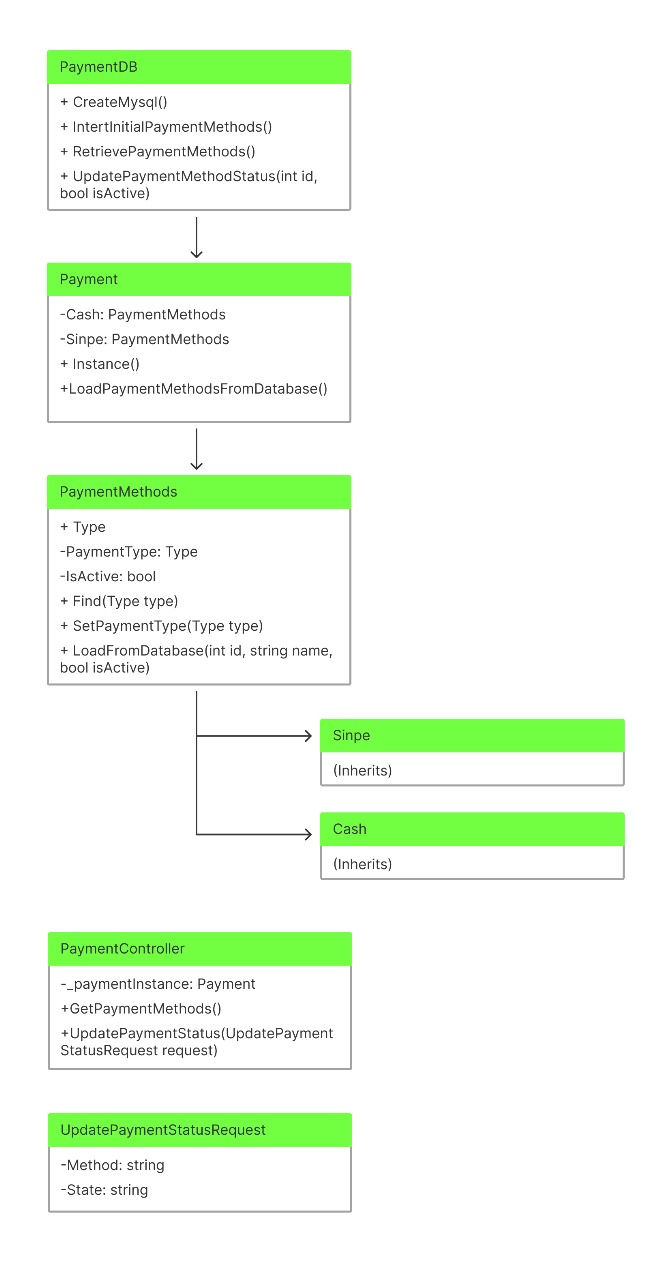 PaymentDB
+ CreateMysql()
+ IntertInitialPaymentMethods()
+ RetrievePaymentMethods()
+ UpdatePaymentMethodStatus(int id,
bool isActive)
Payment
-Cash: PaymentMethods
-Sinpe: PaymentMethods
+ Instance()
+LoadPaymentMethodsFromDatabase()
PaymentMethods
+ Type
-PaymentType: Type
-IsActive: bool
+ Find(Type type)
+ SetPaymentType(Type type)
+ LoadFromDatabase(int id, string name,
bool isActive)
Sinpe
(Inherits)
Cash
(Inherits)
PaymentController
-_paymentInstance: Payment
+GetPaymentMethods()
+UpdatePaymentStatus(UpdatePayment
StatusRequest request)
UpdatePaymentStatusRequest
-Method: string
-State: string